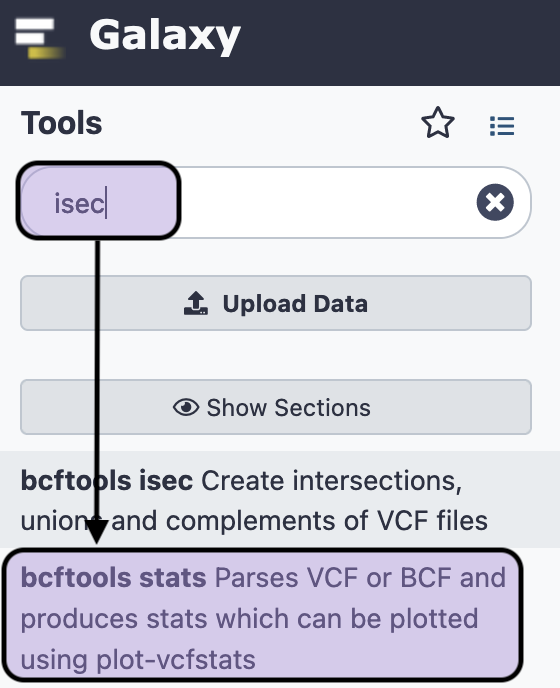 Galaxy
Tools
isec
Upload Data
Show Sections
bcftools isec Create intersections,
unions and complements of VCF files
bcftools stats Parses VCF or BCF and
produces stats which can be plotted
using plot-vcfstats